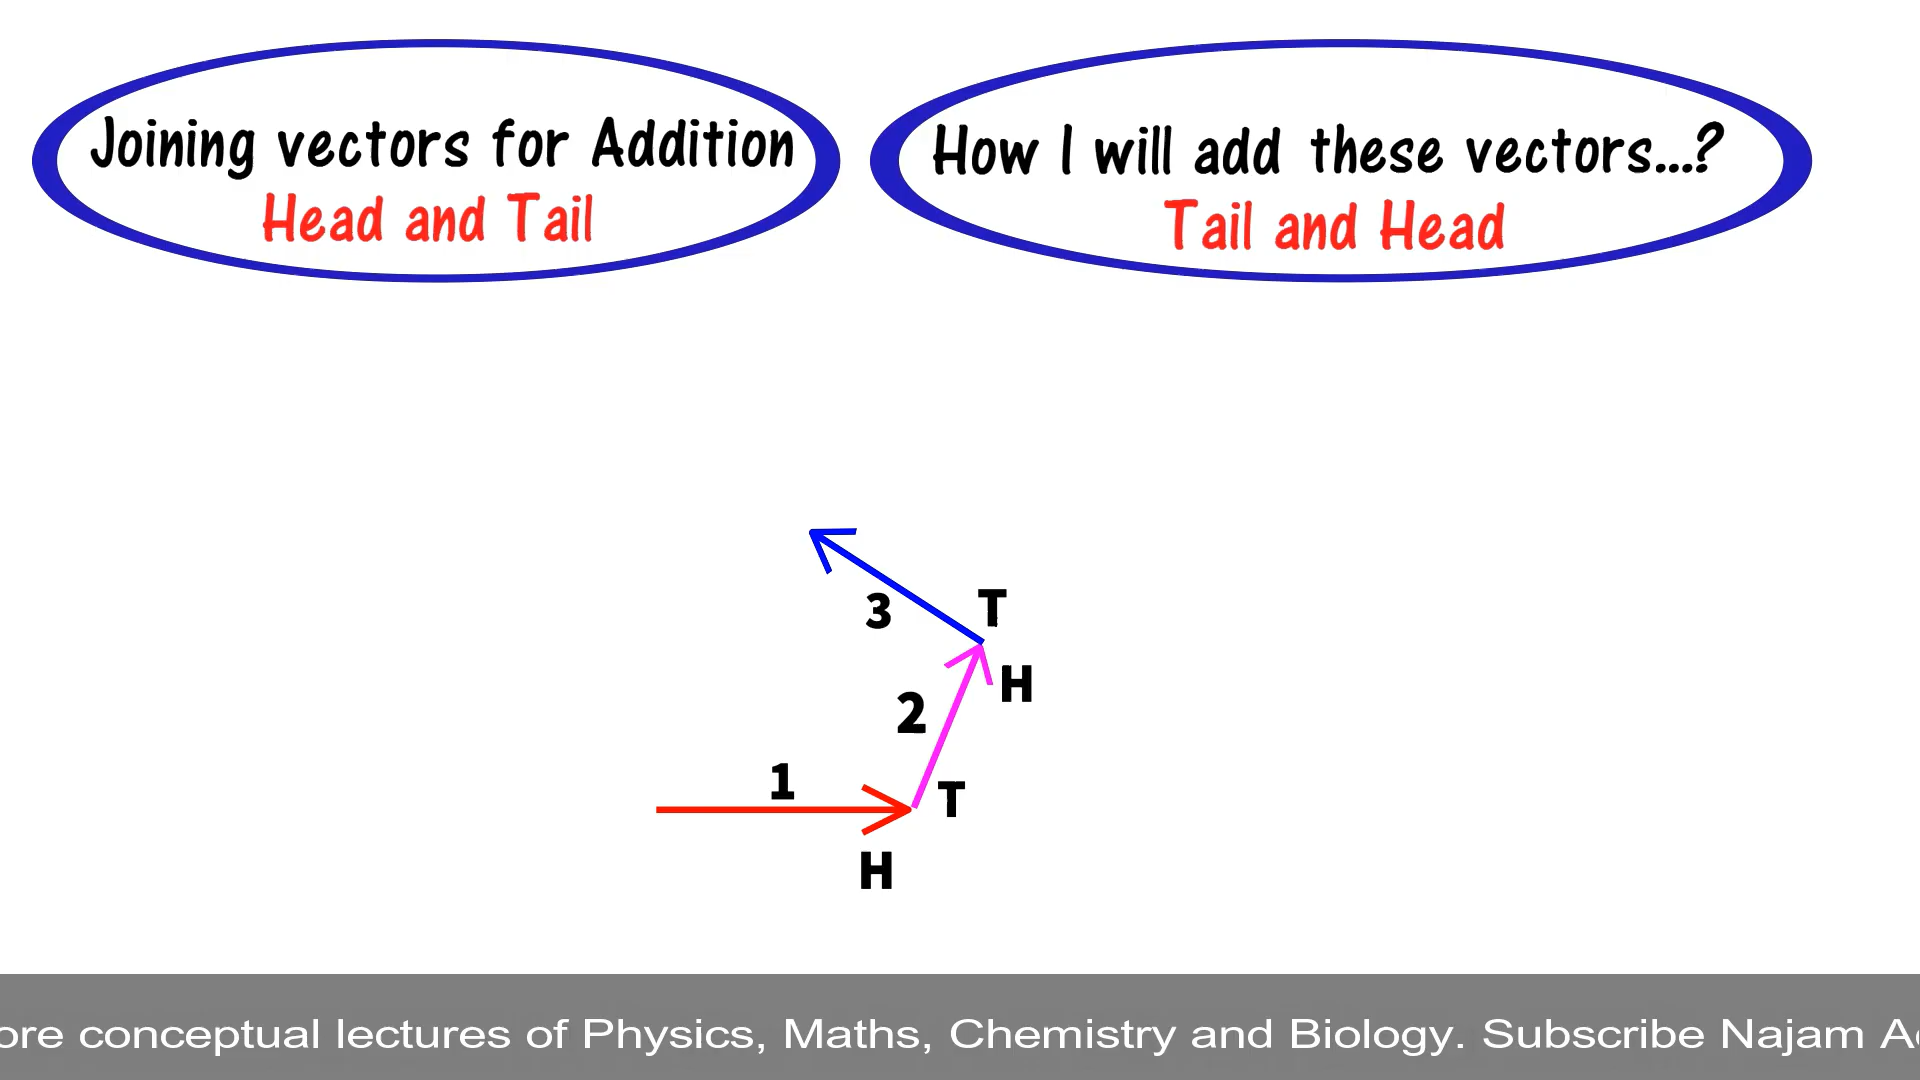 Joining vectors for Addition
Head and Tail
How I will add these vectors...?
Tail and Head
3
T
H
2
1
T
H
conceptual lectures of Physics, Maths, Chemistry and Biology. Subscribe Najam